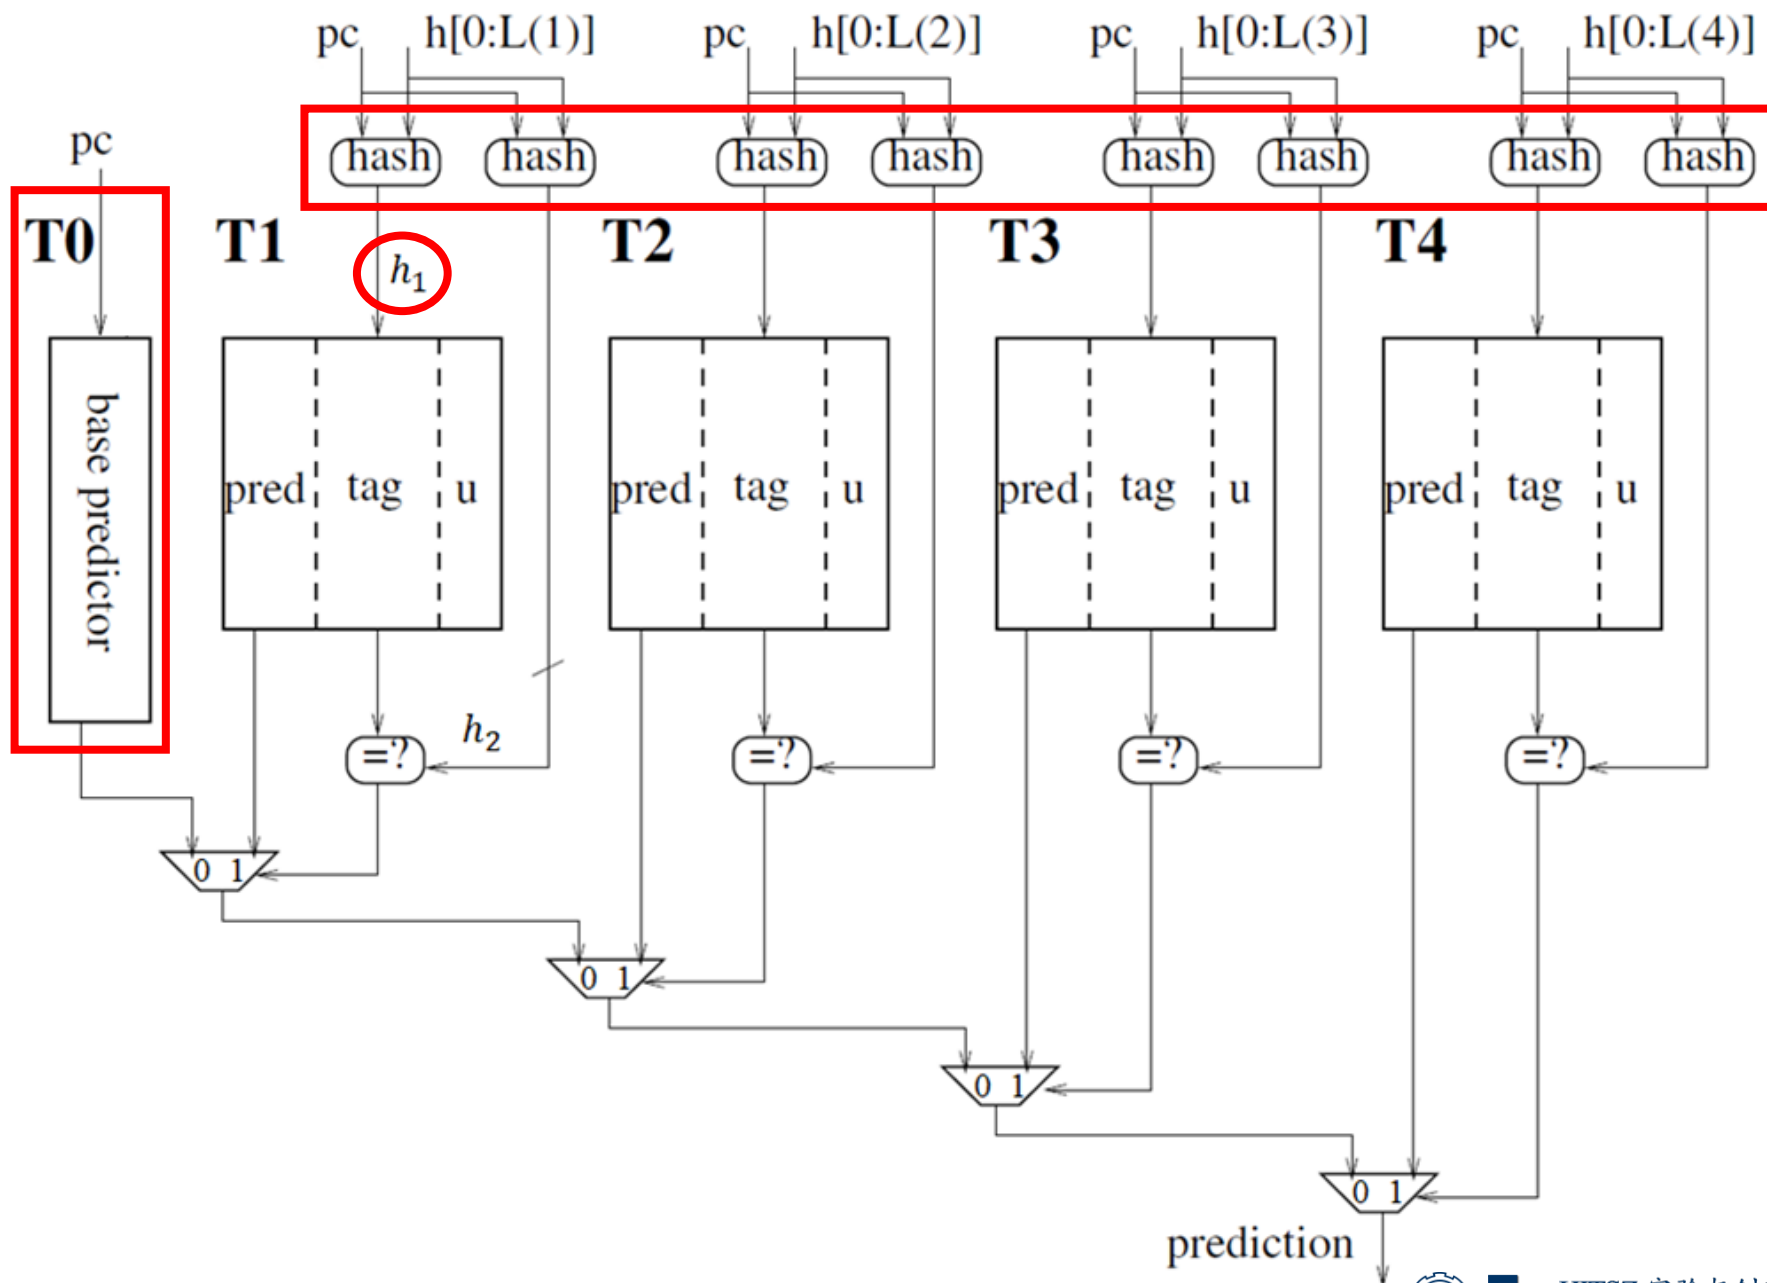 pc h[0:L(1)] pc h[0:L(2)] pc h[0:L(3)] pc h[0:L(4)]
pc
hash hash hash hash hash hash hash hash
T0 T1 T2 T3 T4
h₁
base predictor
pred tag u pred tag u pred tag u pred tag u
h₂
=? =? =? =?
0 1
0 1
0 1
0 1
prediction